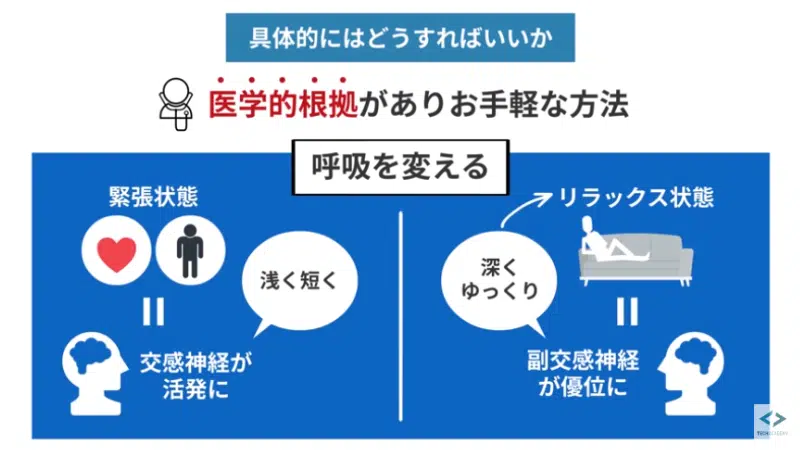 具体的にはどうすればいいか
医学的根拠がありお手軽な方法
呼吸を変える
緊張状態
浅く短く
交感神経が
活発に
リラックス状態
深く
ゆっくり
副交感神経
が優位に